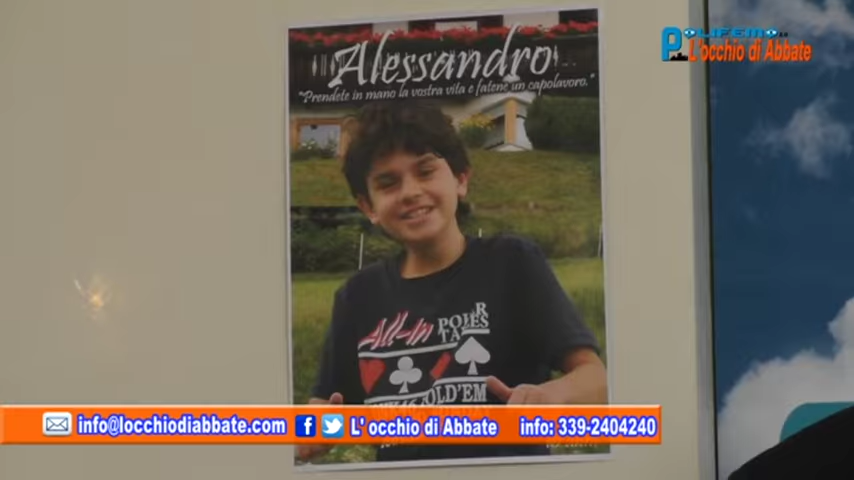 POLIFEMO
L'occhio di Abbate
Alessandro
"Prendete in mano la vostra vita e fatene un capolavoro."
All-In POKER
TABLES
HOLD'EM
info@locchiodiabbate.com L' occhio di Abbate info: 339-2404240